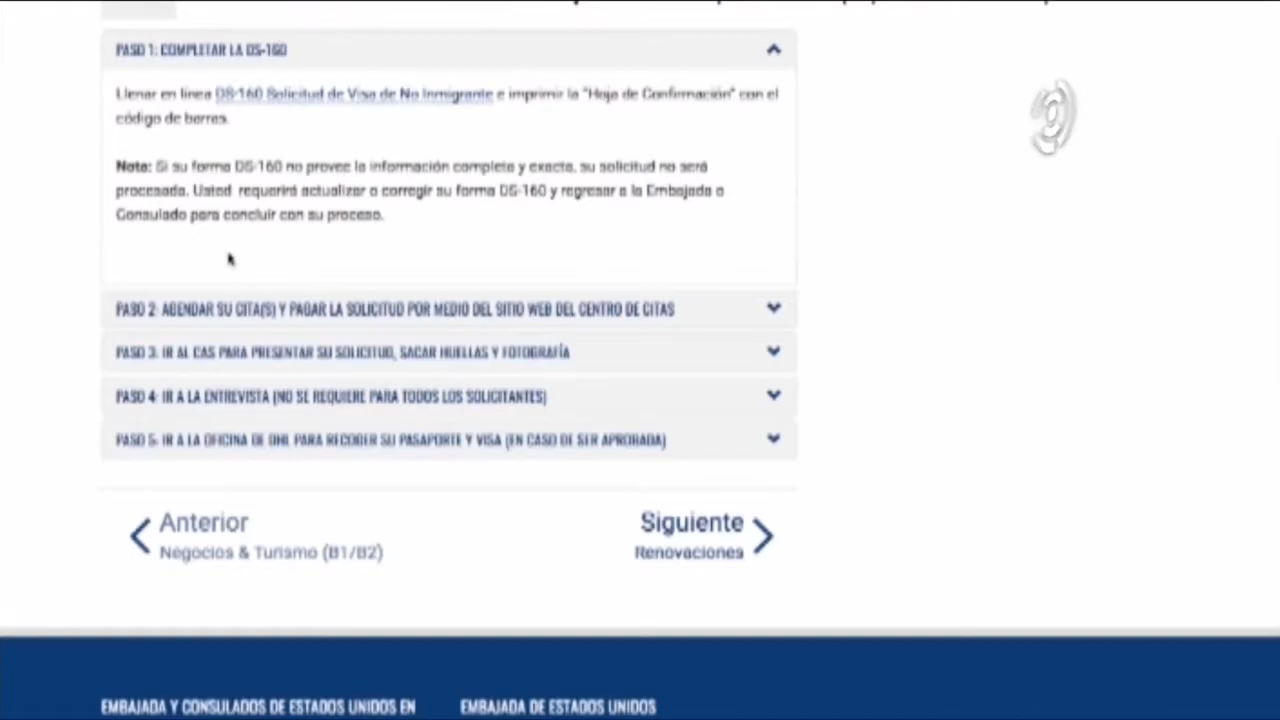 PASO 1: COMPLETAR LA DS-160
Llenar en línea DS-160 Solicitud de Visa de No Inmigrante e imprimir la "Hoja de Confirmación" con el
código de barras.
Nota: Si su forma DS-160 no provee la información completa y exacta, su solicitud no será
procesada. Usted requerirá actualizar o corregir su forma DS-160 y regresar a la Embajada o
Consulado para concluir con su proceso.
PASO 2: AGENDAR SU CITA(S) Y PAGAR LA SOLICITUD POR MEDIO DEL SITIO WEB DEL CENTRO DE CITAS
PASO 3: IR AL CAS PARA PRESENTAR SU SOLICITUD, SACAR HUELLAS Y FOTOGRAFÍA
PASO 4: IR A LA ENTREVISTA (NO SE REQUIERE PARA TODOS LOS SOLICITANTES)
PASO 5: IR A LA OFICINA DE DHL PARA RECOGER SU PASAPORTE Y VISA (EN CASO DE SER APROBADA)
Anterior
Negocios & Turismo (B1/B2)
Siguiente
Renovaciones
EMBAJADA Y CONSULADOS DE ESTADOS UNIDOS EN
EMBAJADA DE ESTADOS UNIDOS